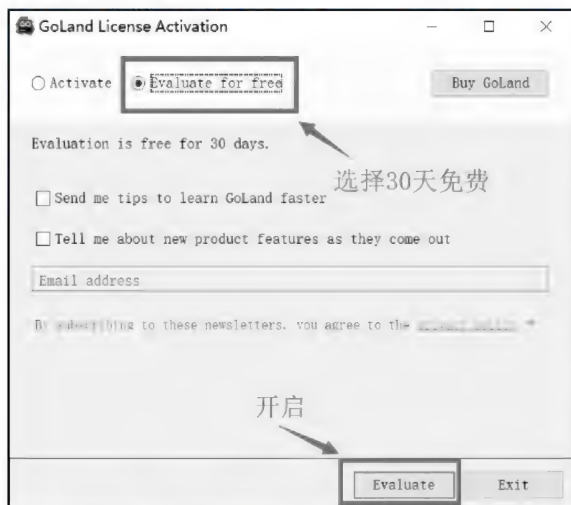 GoLand License Activation
Activate Evaluate for free Buy GoLand
Evaluation is free for 30 days.
选择30天免费
Send me tips to learn GoLand faster
Tell me about new product features as they come out
Email address
By subscribing to these newsletters, you agree to the
开启
Evaluate Exit